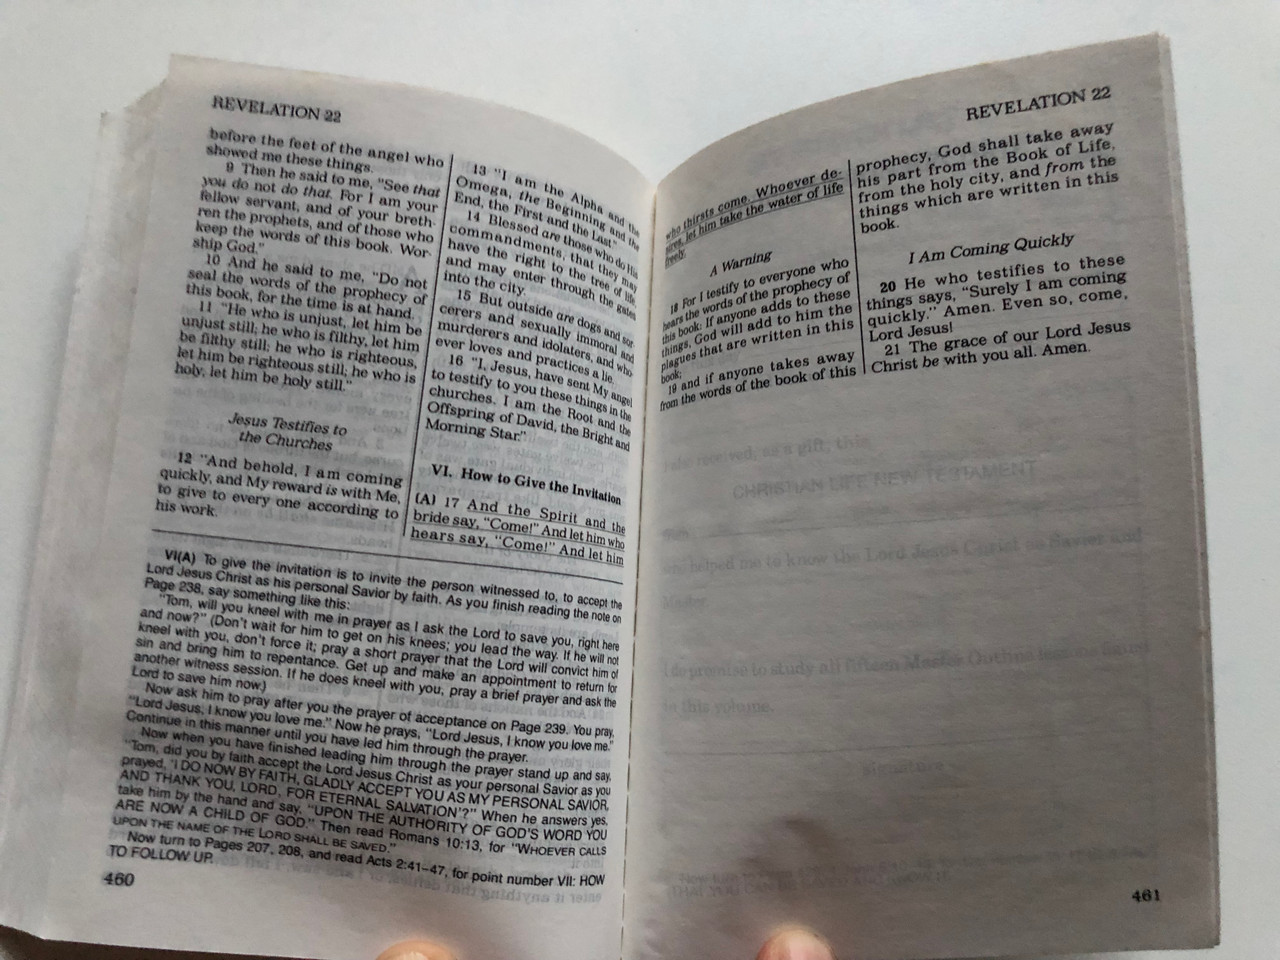 REVELATION 22
before the feet of the angel who
showed me these things.
9 Then he said to me, "See that
you do not do that. For I am your
fellow servant, and of your breth-
ren the prophets, and of those who
keep the words of this book. Wor-
ship God."
10 And he said to me, "Do not
seal the words of the prophecy of
this book, for the time is at hand.
11 "He who is unjust, let him be
unjust still; he who is filthy, let him
be filthy still; he who is righteous,
let him be righteous still; he who is
holy, let him be holy still."
Jesus Testifies to
the Churches
12 "And behold, I am coming
quickly, and My reward is with Me,
to give to every one according to
his work.
13 "I am the Alpha and the
Omega, the Beginning and the
End, the First and the Last."
14 Blessed are those who do His
commandments, that they may
have the right to the tree of life,
and may enter through the gates
into the city.
15 But outside are dogs and sor-
cerers and sexually immoral and
murderers and idolaters, and who-
ever loves and practices a lie.
16 "I, Jesus, have sent My angel
to testify to you these things in the
churches. I am the Root and the
Offspring of David, the Bright and
Morning Star."
VI. How to Give the Invitation
(A) 17 And the Spirit and the
bride say, "Come!" And let him who
hears say, "Come!" And let him
VI(A) To give the invitation is to invite the person witnessed to, to accept the
Lord Jesus Christ as his personal Savior by faith. As you finish reading the note on
Page 238, say something like this:
"Tom, will you kneel with me in prayer as I ask the Lord to save you, right here
and now?" (Don't wait for him to get on his knees; you lead the way. If he will not
kneel with you, don't force it; pray a short prayer that the Lord will convict him of
sin and bring him to repentance. Get up and make an appointment to return for
another witness session. If he does kneel with you, pray a brief prayer and ask the
Lord to save him now.)
Now ask him to pray after you the prayer of acceptance on Page 239. You pray,
"Lord Jesus, I know you love me." Now he prays, "Lord Jesus, I know you love me."
Continue in this manner until you have led him through the prayer.
Now when you have finished leading him through the prayer stand up and say,
"Tom, did you by faith accept the Lord Jesus Christ as your personal Savior as you
prayed, 'I DO NOW BY FAITH, GLADLY ACCEPT YOU AS MY PERSONAL SAVIOR,
AND THANK YOU, LORD, FOR ETERNAL SALVATION'?" When he answers yes,
take him by the hand and say, "UPON THE AUTHORITY OF GOD'S WORD YOU
ARE NOW A CHILD OF GOD." Then read Romans 10:13, for "WHOEVER CALLS
UPON THE NAME OF THE LORD SHALL BE SAVED."
Now turn to Pages 207, 208, and read Acts 2:41–47, for point number VII: HOW
TO FOLLOW UP.
460
REVELATION 22
who thirsts come. Whoever de-
sires, let him take the water of life
freely.
A Warning
18 For I testify to everyone who
hears the words of the prophecy of
this book: If anyone adds to these
things, God will add to him the
plagues that are written in this
book;
19 and if anyone takes away
from the words of the book of this
prophecy, God shall take away
his part from the Book of Life,
from the holy city, and from the
things which are written in this
book.
I Am Coming Quickly
20 He who testifies to these
things says, "Surely I am coming
quickly." Amen. Even so, come,
Lord Jesus!
21 The grace of our Lord Jesus
Christ be with you all. Amen.
received, as a gift, this
CHRISTIAN LIFE NEW TESTAMENT
helped me to know the Lord Jesus Christ as Savior and
Master.
promise to study all fifteen Master Outline
in this volume.
signature
461